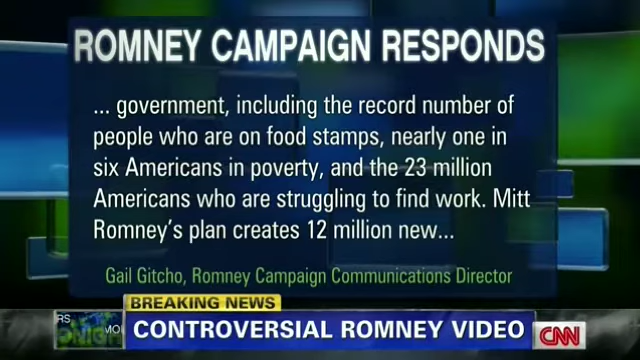 ROMNEY CAMPAIGN RESPONDS
... government, including the record number of
people who are on food stamps, nearly one in
six Americans in poverty, and the 23 million
Americans who are struggling to find work. Mitt
Romney's plan creates 12 million new...
Gail Gitcho, Romney Campaign Communications Director
BREAKING NEWS
CONTROVERSIAL ROMNEY VIDEO
CNN